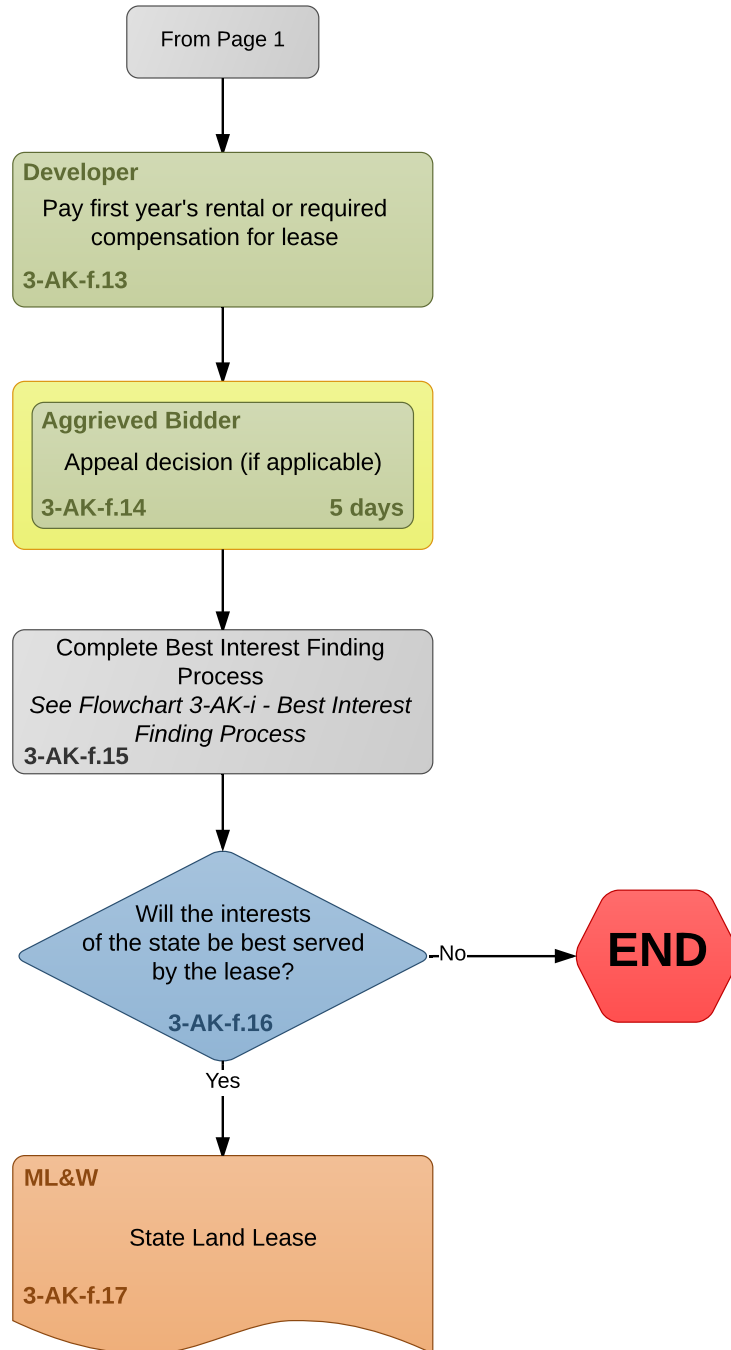 From Page 1
Developer
Pay first year's rental or required
compensation for lease
3-AK-f.13
Aggrieved Bidder
Appeal decision (if applicable)
3-AK-f.14 5 days
Complete Best Interest Finding
Process
See Flowchart 3-AK-i - Best Interest
Finding Process
3-AK-f.15
Will the interests
of the state be best served
by the lease?
3-AK-f.16
No
END
Yes
ML&W
State Land Lease
3-AK-f.17